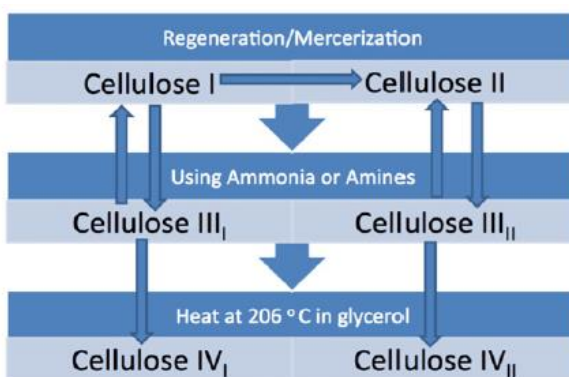 Regeneration/Mercerization
Cellulose I Cellulose II
Using Ammonia or Amines
Cellulose III_I Cellulose III_II
Heat at 206 °C in glycerol
Cellulose IV_I Cellulose IV_II